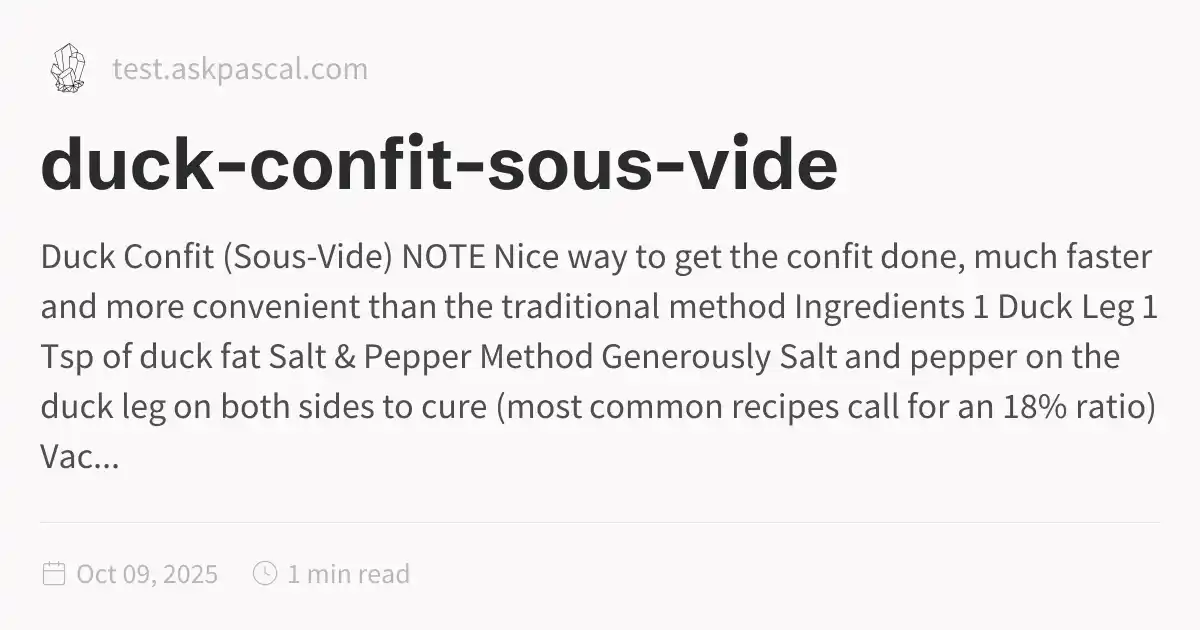 test.askpascal.com
duck-confit-sous-vide
Duck Confit (Sous-Vide) NOTE Nice way to get the confit done, much faster
and more convenient than the traditional method Ingredients 1 Duck Leg 1
Tsp of duck fat Salt & Pepper Method Generously Salt and pepper on the
duck leg on both sides to cure (most common recipes call for an 18% ratio)
Vac...
Oct 09, 2025 1 min read